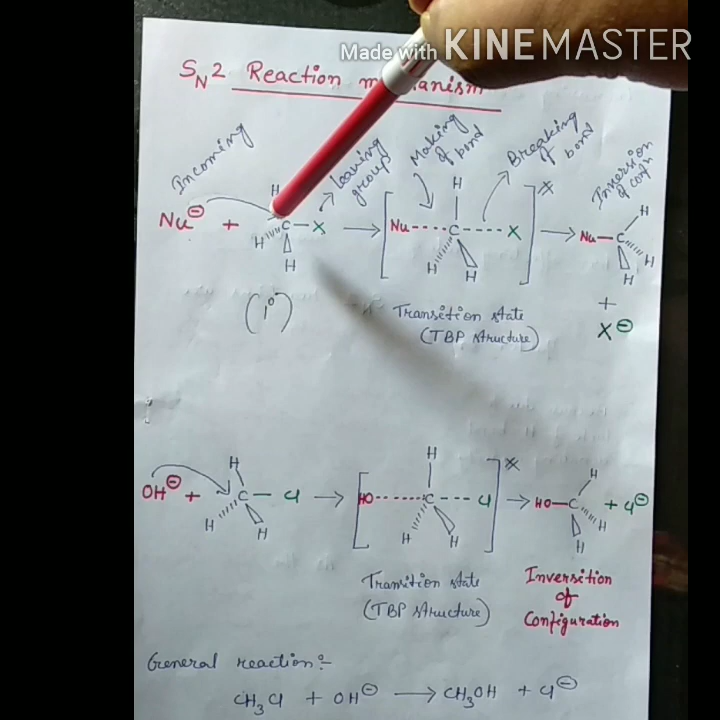 Made with KINEMASTER
SN2 Reaction m anism
Incoming
Leaving group
Making of bond
Breaking of bond
Inversion of confn
H
Nu⊖ + C—X → [Nu----C----X]* → Nu—C
H H H H H H H
+
X⊖
(1°)
Transition state
(TBP structure)
H H H
OH⊖ + C—Cl → [HO------C---Cl]* → HO—C + Cl⊖
H H H H H H
Transition state
(TBP structure)
Inversition
of
Configuration
General reaction:-
CH3Cl + OH⊖ → CH3OH + Cl⊖